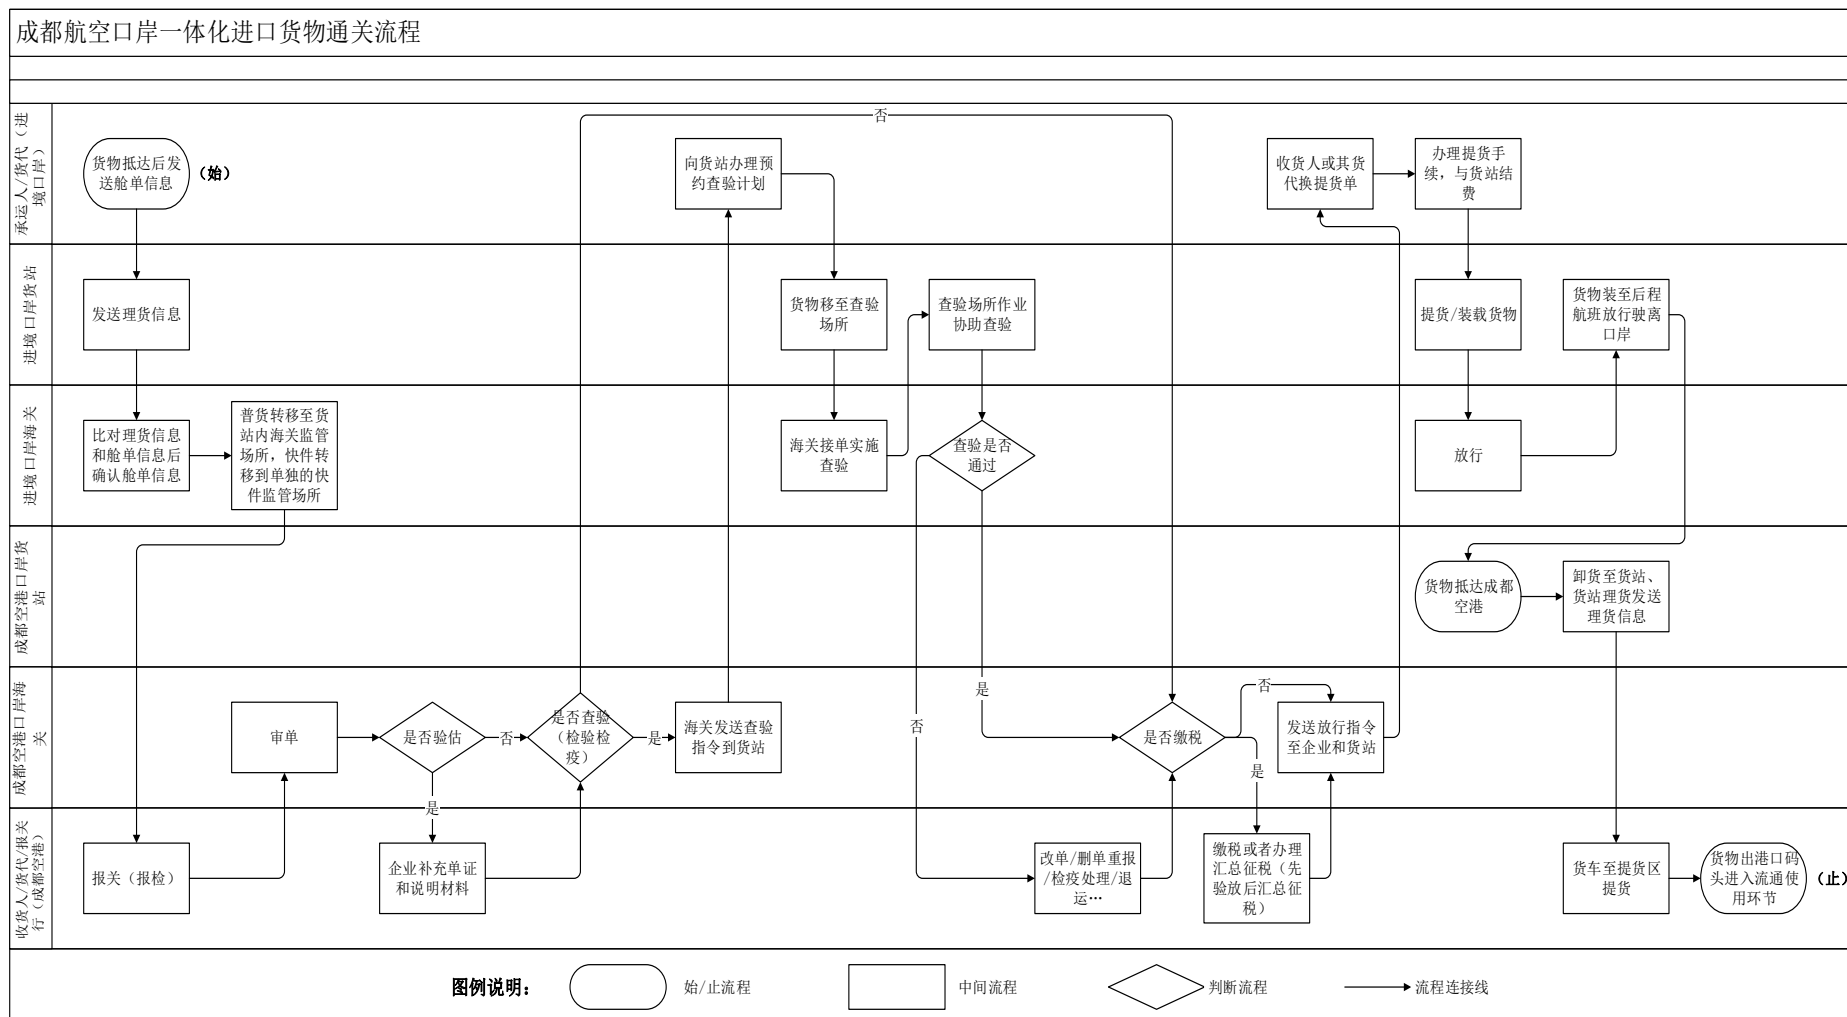 成都航空口岸一体化进口货物通关流程
承运人/货代（进
境口岸）
货物抵达后发
送舱单信息
（始）
向货站办理预
约查验计划
否
收货人或其货
代换提货单
办理提货手
续，与货站结
费
进境口岸货站
发送理货信息
货物移至查验
场所
查验场所作业
协助查验
提货/装载货物
货物装至后程
航班放行驶离
口岸
进境口岸海关
比对理货信息
和舱单信息后
确认舱单信息
普货转移至货
站内海关监管
场所，快件转
移到单独的快
件监管场所
海关接单实施
查验
查验是否
通过
放行
成都空港口岸货
站
货物抵达成都
空港
卸货至货站、
货站理货发送
理货信息
成都空港口岸海
关
审单
是否验估
否
是
是否查验
（检验检
疫）
是
海关发送查验
指令到货站
否
是
是否缴税
否
是
发送放行指令
至企业和货站
收货人/货代/报关
行（成都空港）
报关（报检）
企业补充单证
和说明材料
改单/删单重报
/检疫处理/退
运…
缴税或者办理
汇总征税（先
验放后汇总征
税）
货车至提货区
提货
货物出港口码
头进入流通使
用环节
（止）
图例说明：
始/止流程
中间流程
判断流程
流程连接线